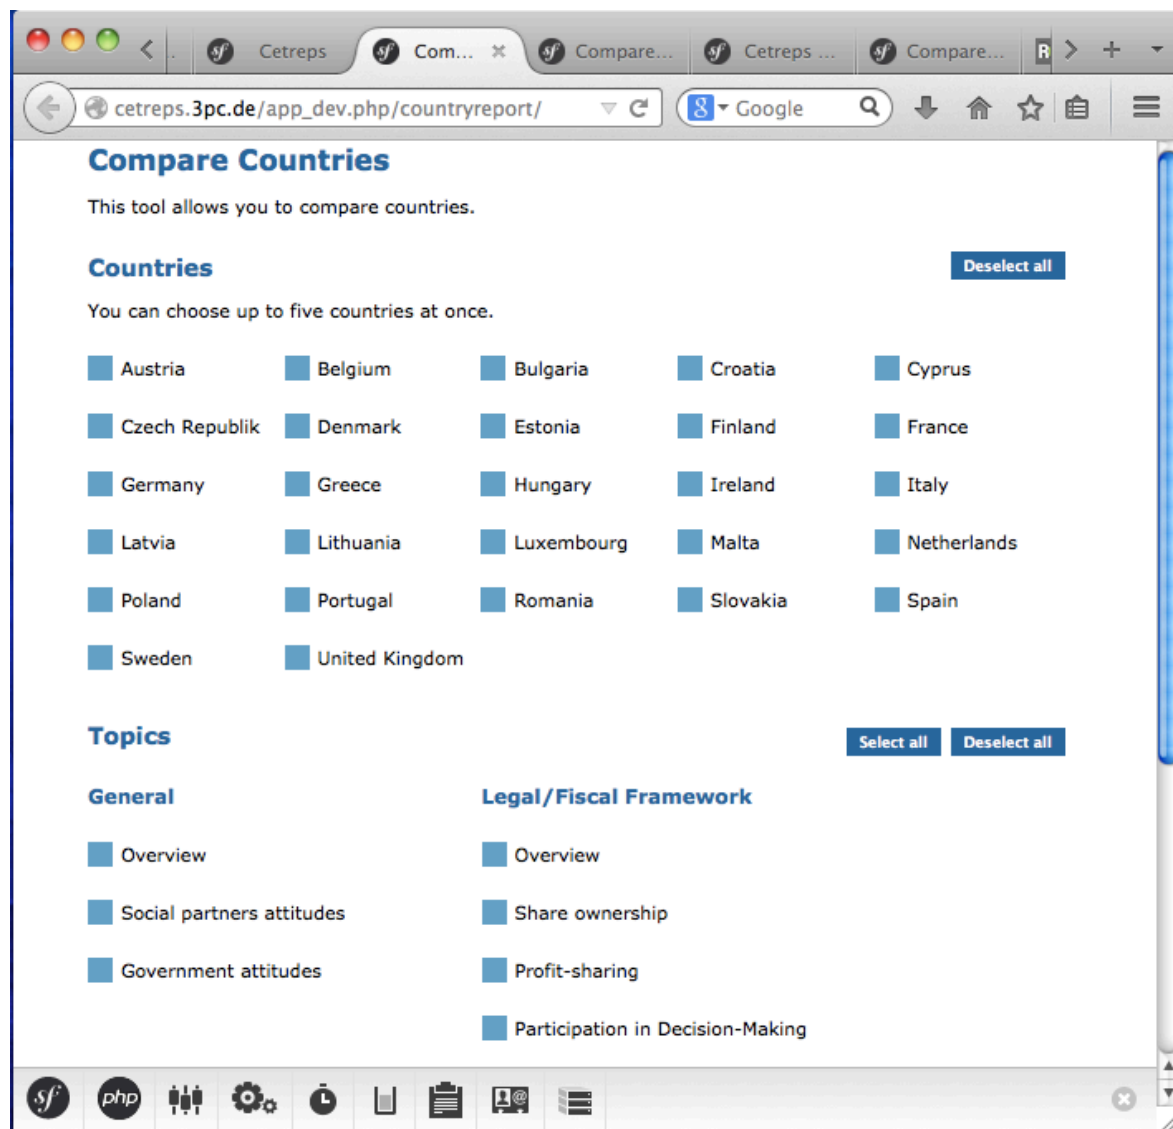 . Cetreps Com... Compare... Cetreps ... Compare... R
cetreps.3pc.de/app_dev.php/countryreport/ Google
Compare Countries
This tool allows you to compare countries.
Countries Deselect all
You can choose up to five countries at once.
Austria Belgium Bulgaria Croatia Cyprus
Czech Republik Denmark Estonia Finland France
Germany Greece Hungary Ireland Italy
Latvia Lithuania Luxembourg Malta Netherlands
Poland Portugal Romania Slovakia Spain
Sweden United Kingdom
Topics Select all Deselect all
General Legal/Fiscal Framework
Overview Overview
Social partners attitudes Share ownership
Government attitudes Profit-sharing
Participation in Decision-Making
sf php